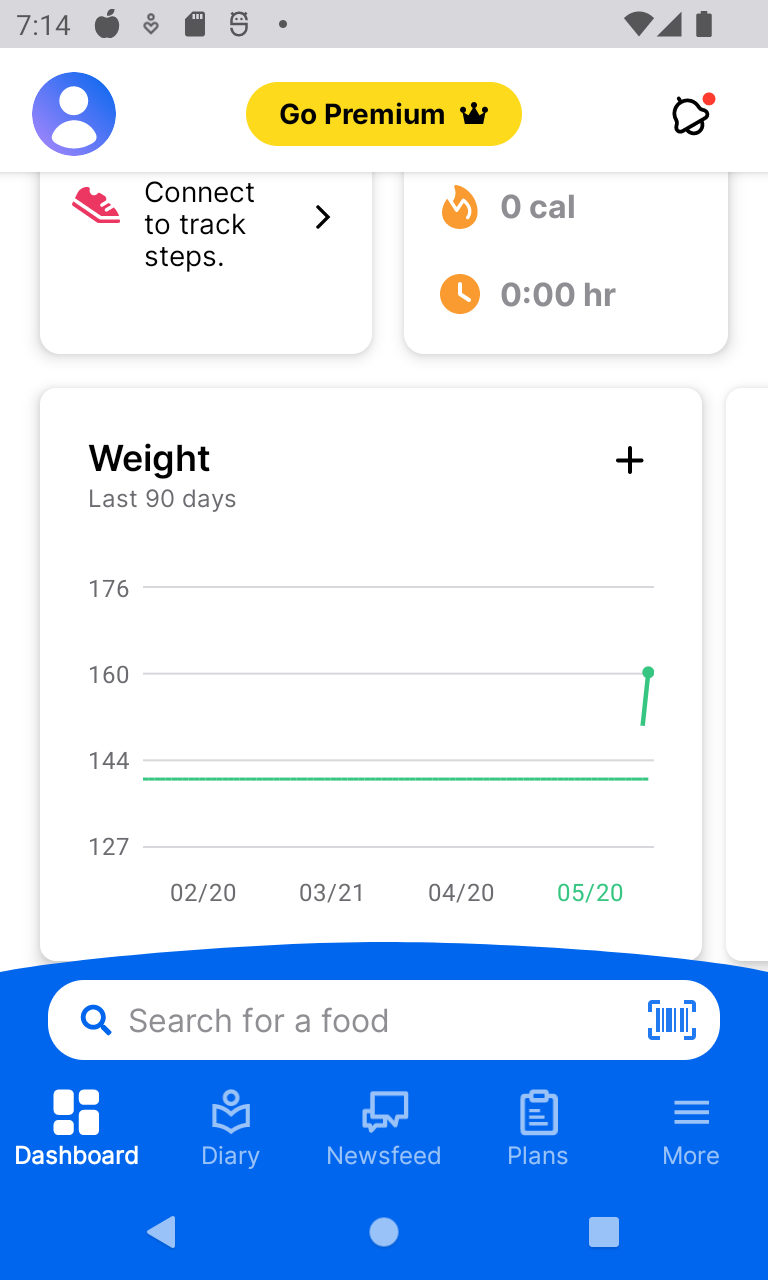 7:14
Go Premium
Connect
to track
steps.
0 cal
0:00 hr
Weight
Last 90 days
176
160
144
127
02/20 03/21 04/20 05/20
Search for a food
Dashboard Diary Newsfeed Plans More